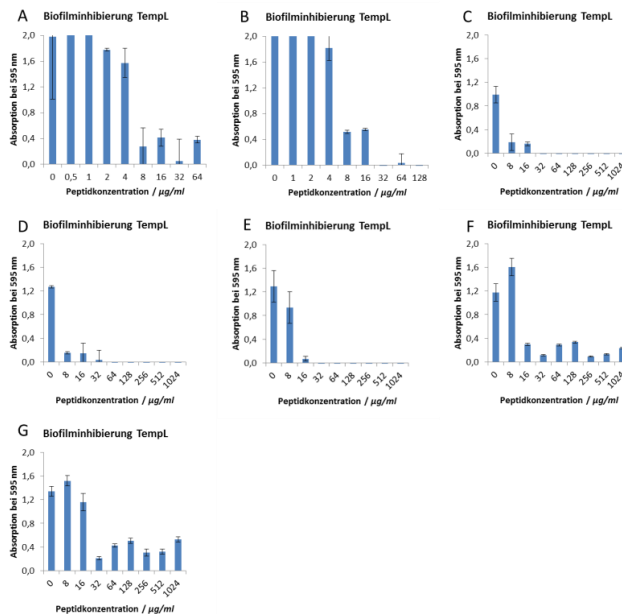 A Biofilminhibierung TempL
Absorption bei 595 nm
2,0
1,6
1,2
0,8
0,4
0,0
0 0,5 1 2 4 8 16 32 64
Peptidkonzentration / µg/ml
B Biofilminhibierung TempL
Absorption bei 595 nm
2,0
1,6
1,2
0,8
0,4
0,0
0 1 2 4 8 16 32 64 128
Peptidkonzentration / µg/ml
C Biofilminhibierung TempL
Absorption bei 595 nm
2,0
1,6
1,2
0,8
0,4
0,0
0 8 16 32 64 128 256 512 1024
Peptidkonzentration / µg/ml
D Biofilminhibierung TempL
Absorption bei 595 nm
2,0
1,6
1,2
0,8
0,4
0,0
0 8 16 32 64 128 256 512 1024
Peptidkonzentration / µg/ml
E Biofilminhibierung TempL
Absorption bei 595 nm
2,0
1,6
1,2
0,8
0,4
0,0
0 8 16 32 64 128 256 512 1024
Peptidkonzentration / µg/ml
F Biofilminhibierung TempL
Absorption bei 595 nm
2,0
1,6
1,2
0,8
0,4
0,0
0 8 16 32 64 128 256 512 1024
Peptidkonzentration / µg/ml
G Biofilminhibierung TempL
Absorption bei 595 nm
2,0
1,6
1,2
0,8
0,4
0,0
0 8 16 32 64 128 256 512 1024
Peptidkonzentration / µg/ml